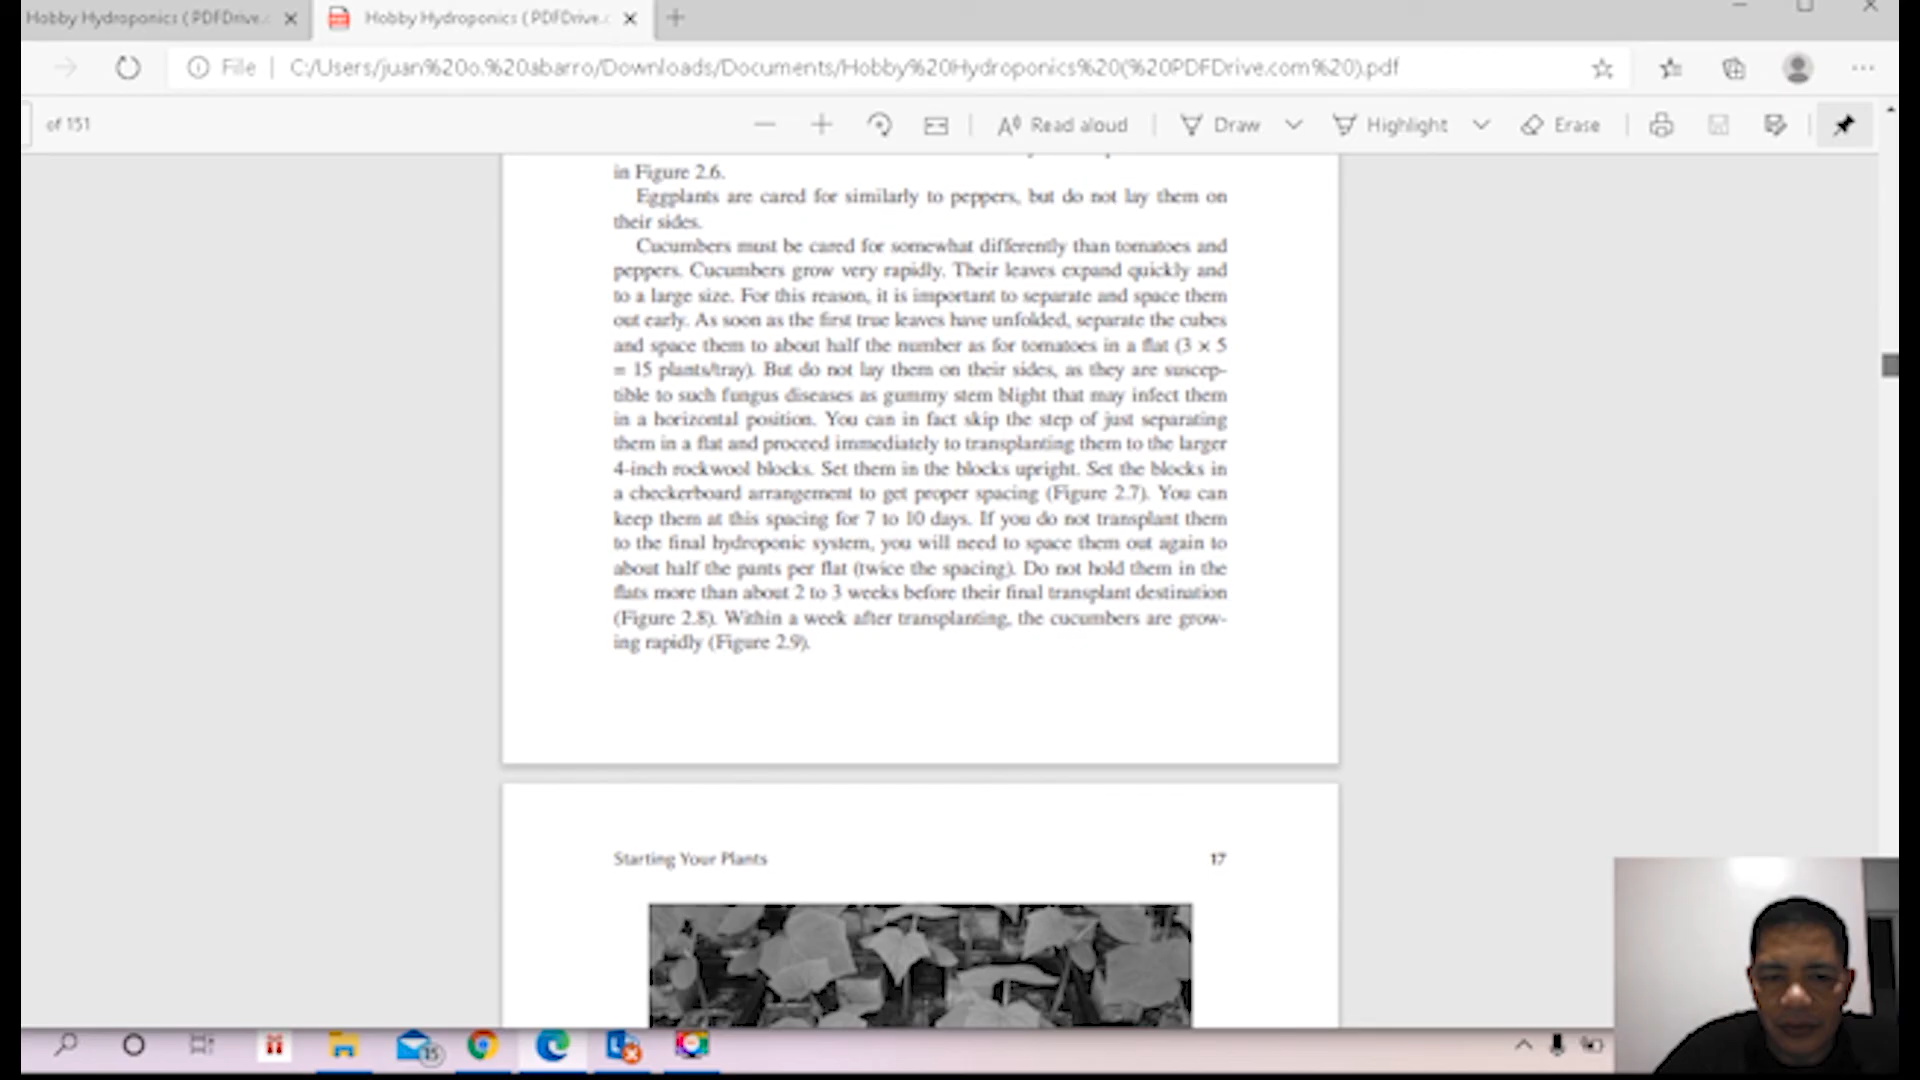 Hobby Hydroponics ( PDFDrive.c
Hobby Hydroponics ( PDFDrive.c
File
C:/Users/juan%20o.%20abarro/Downloads/Documents/Hobby%20Hydroponics%20(%20PDFDrive.com%20).pdf
of 151
Read aloud
Draw
Highlight
Erase
in Figure 2.6.
Eggplants are cared for similarly to peppers, but do not lay them on
their sides.
Cucumbers must be cared for somewhat differently than tomatoes and
peppers. Cucumbers grow very rapidly. Their leaves expand quickly and
to a large size. For this reason, it is important to separate and space them
out early. As soon as the first true leaves have unfolded, separate the cubes
and space them to about half the number as for tomatoes in a flat (3 × 5
= 15 plants/tray). But do not lay them on their sides, as they are suscep-
tible to such fungus diseases as gummy stem blight that may infect them
in a horizontal position. You can in fact skip the step of just separating
them in a flat and proceed immediately to transplanting them to the larger
4-inch rockwool blocks. Set them in the blocks upright. Set the blocks in
a checkerboard arrangement to get proper spacing (Figure 2.7). You can
keep them at this spacing for 7 to 10 days. If you do not transplant them
to the final hydroponic system, you will need to space them out again to
about half the pants per flat (twice the spacing). Do not hold them in the
flats more than about 2 to 3 weeks before their final transplant destination
(Figure 2.8). Within a week after transplanting, the cucumbers are grow-
ing rapidly (Figure 2.9).
Starting Your Plants 17
15